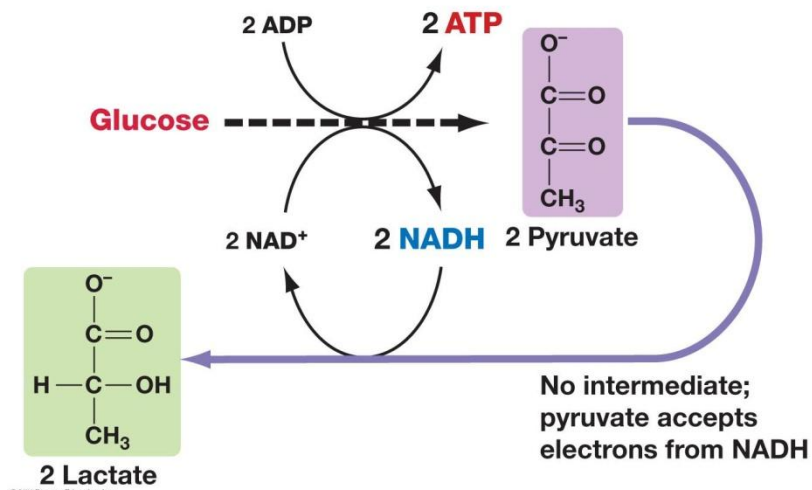 2 ADP
2 ATP
Glucose
O⁻
C=O
C=O
CH₃
2 NAD⁺
2 NADH
2 Pyruvate
O⁻
C=O
H—C—OH
CH₃
2 Lactate
No intermediate;
pyruvate accepts
electrons from NADH